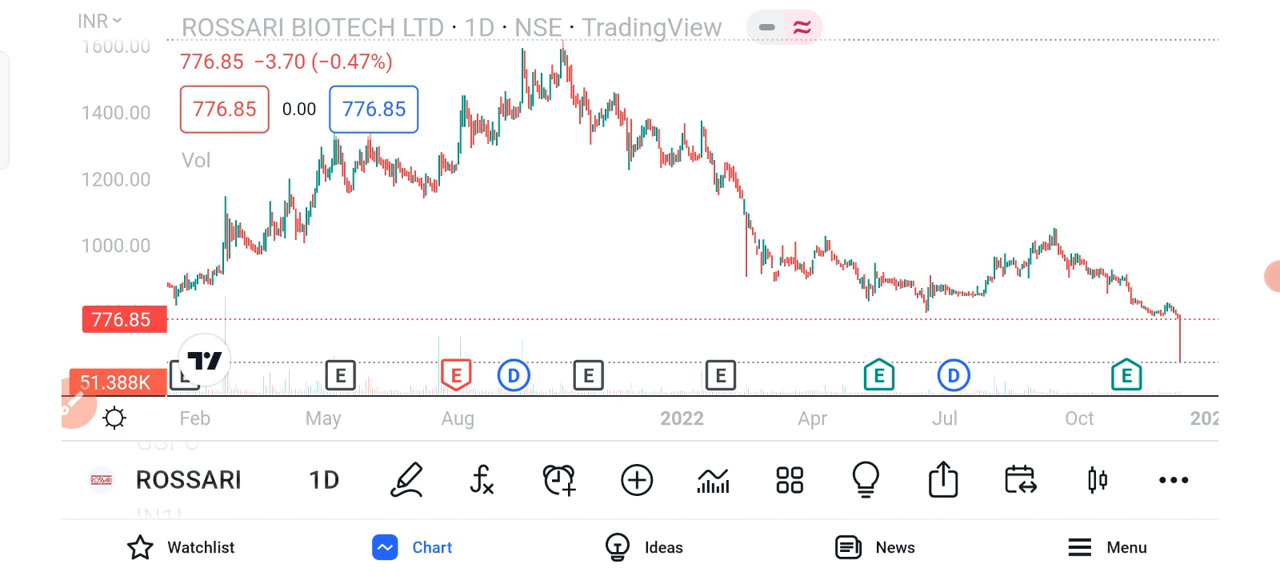 INR
ROSSARI BIOTECH LTD · 1D · NSE · TradingView
1600.00
776.85 −3.70 (−0.47%)
776.85 0.00 776.85
1400.00
Vol
1200.00
1000.00
776.85
E E E D E E E D E
51.388K
Feb May Aug 2022 Apr Jul Oct 202
ROSSARI 1D
Watchlist Chart Ideas News Menu